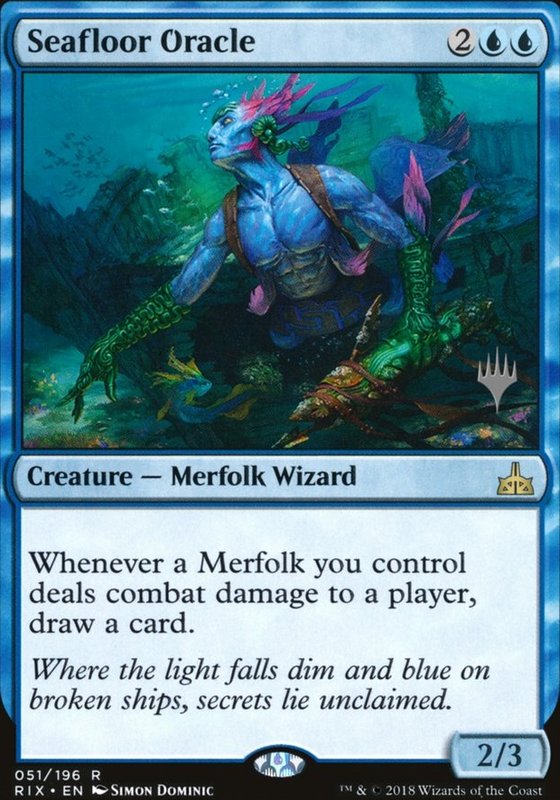 Seafloor Oracle 2
Creature — Merfolk Wizard
Whenever a Merfolk you control
deals combat damage to a player,
draw a card.
Where the light falls dim and blue on
broken ships, secrets lie unclaimed.
2/3
051/196 R
RIX • EN Simon Dominic
™ & © 2018 Wizards of the Coast